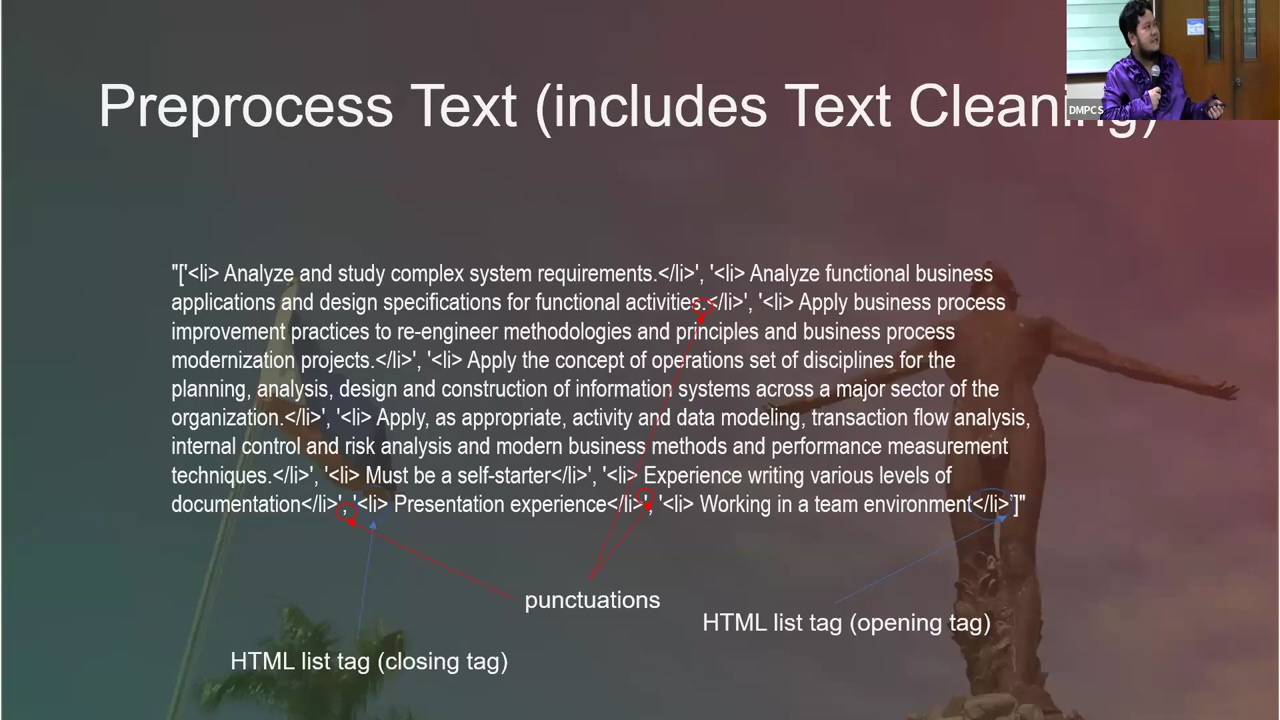 Preprocess Text (includes Text Cleaning)
DMPCS
"['<li> Analyze and study complex system requirements.</li>', '<li> Analyze functional business
applications and design specifications for functional activities.</li>', '<li> Apply business process
improvement practices to re-engineer methodologies and principles and business process
modernization projects.</li>', '<li> Apply the concept of operations set of disciplines for the
planning, analysis, design and construction of information systems across a major sector of the
organization.</li>', '<li> Apply, as appropriate, activity and data modeling, transaction flow analysis,
internal control and risk analysis and modern business methods and performance measurement
techniques.</li>', '<li> Must be a self-starter</li>', '<li> Experience writing various levels of
documentation</li>', '<li> Presentation experience</li>', '<li> Working in a team environment</li>']"
punctuations
HTML list tag (opening tag)
HTML list tag (closing tag)